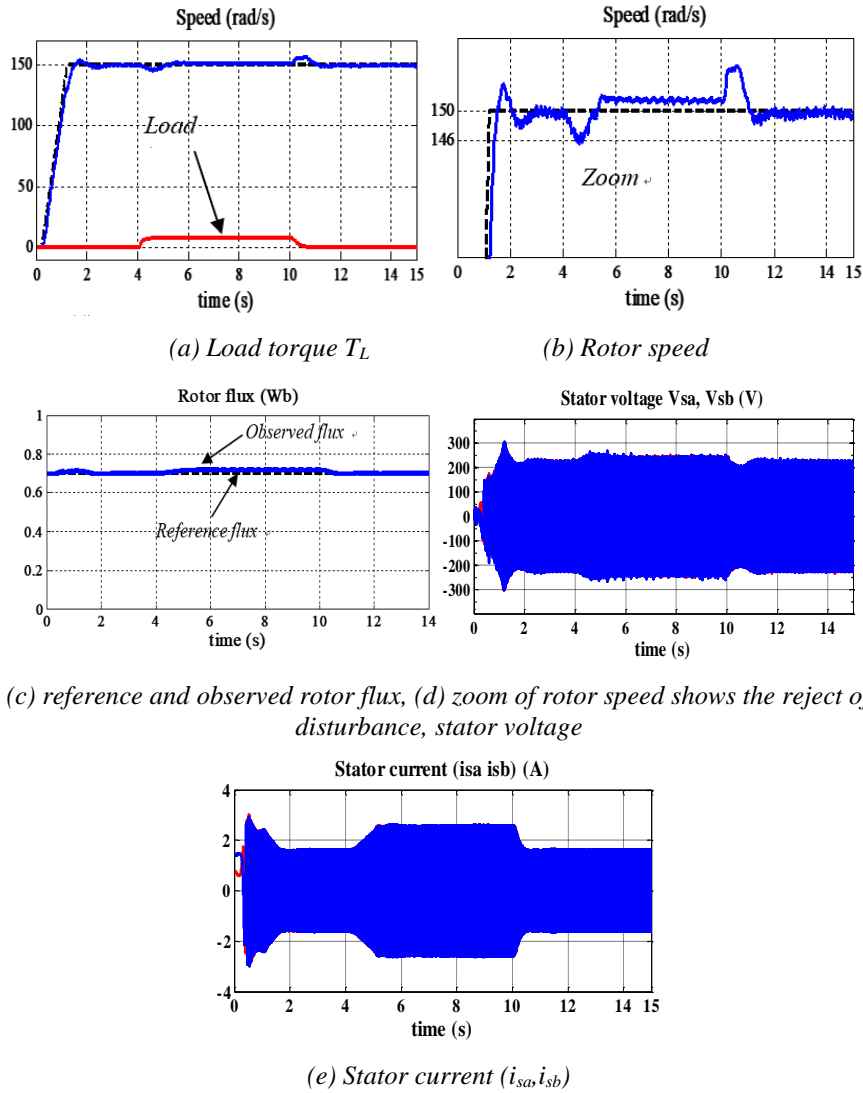 Speed (rad/s)
150
100
50
0
Load
0 2 4 6 8 10 12 14 15
time (s)
(a) Load torque T_L
Speed (rad/s)
150
146
Zoom
0 2 4 6 8 10 12 14 15
time (s)
(b) Rotor speed
Rotor flux (Wb)
1
0.8
0.6
0.4
0.2
0
Observed flux
Reference flux
0 2 4 6 8 10 12 14
time (s)
Stator voltage Vsa, Vsb (V)
300
200
100
0
-100
-200
-300
0 2 4 6 8 10 12 14
time (s)
(c) reference and observed rotor flux, (d) zoom of rotor speed shows the reject of
disturbance, stator voltage
Stator current (isa isb) (A)
4
2
0
-2
-4
0 2 4 6 8 10 12 14 15
time (s)
(e) Stator current (i_sa,i_sb)